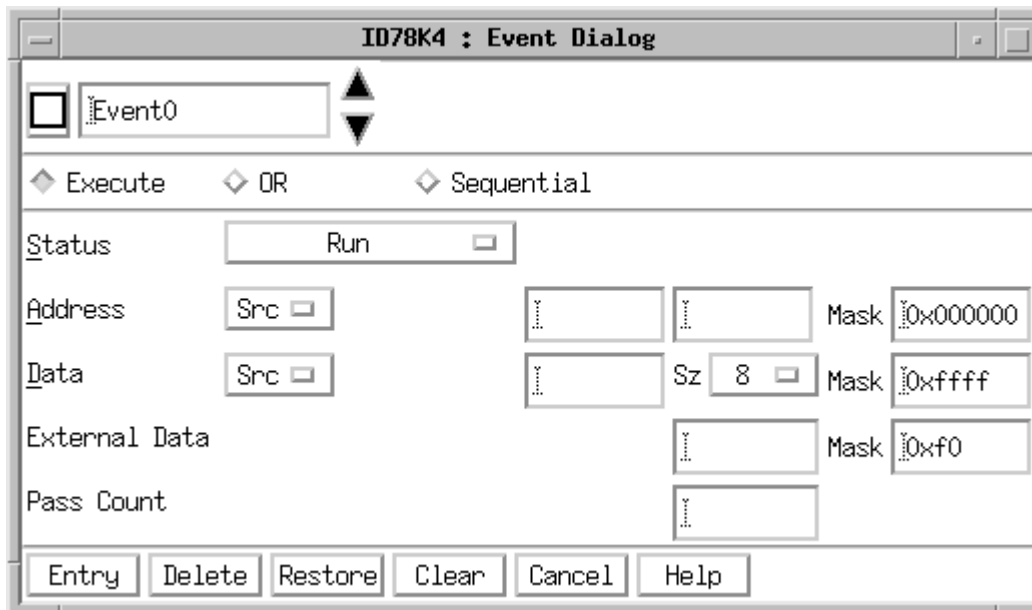 ID78K4 : Event Dialog
Event0
Execute OR Sequential
Status Run
Address Src Mask 0x000000
Data Src Sz 8 Mask 0xffff
External Data Mask 0xf0
Pass Count
Entry Delete Restore Clear Cancel Help